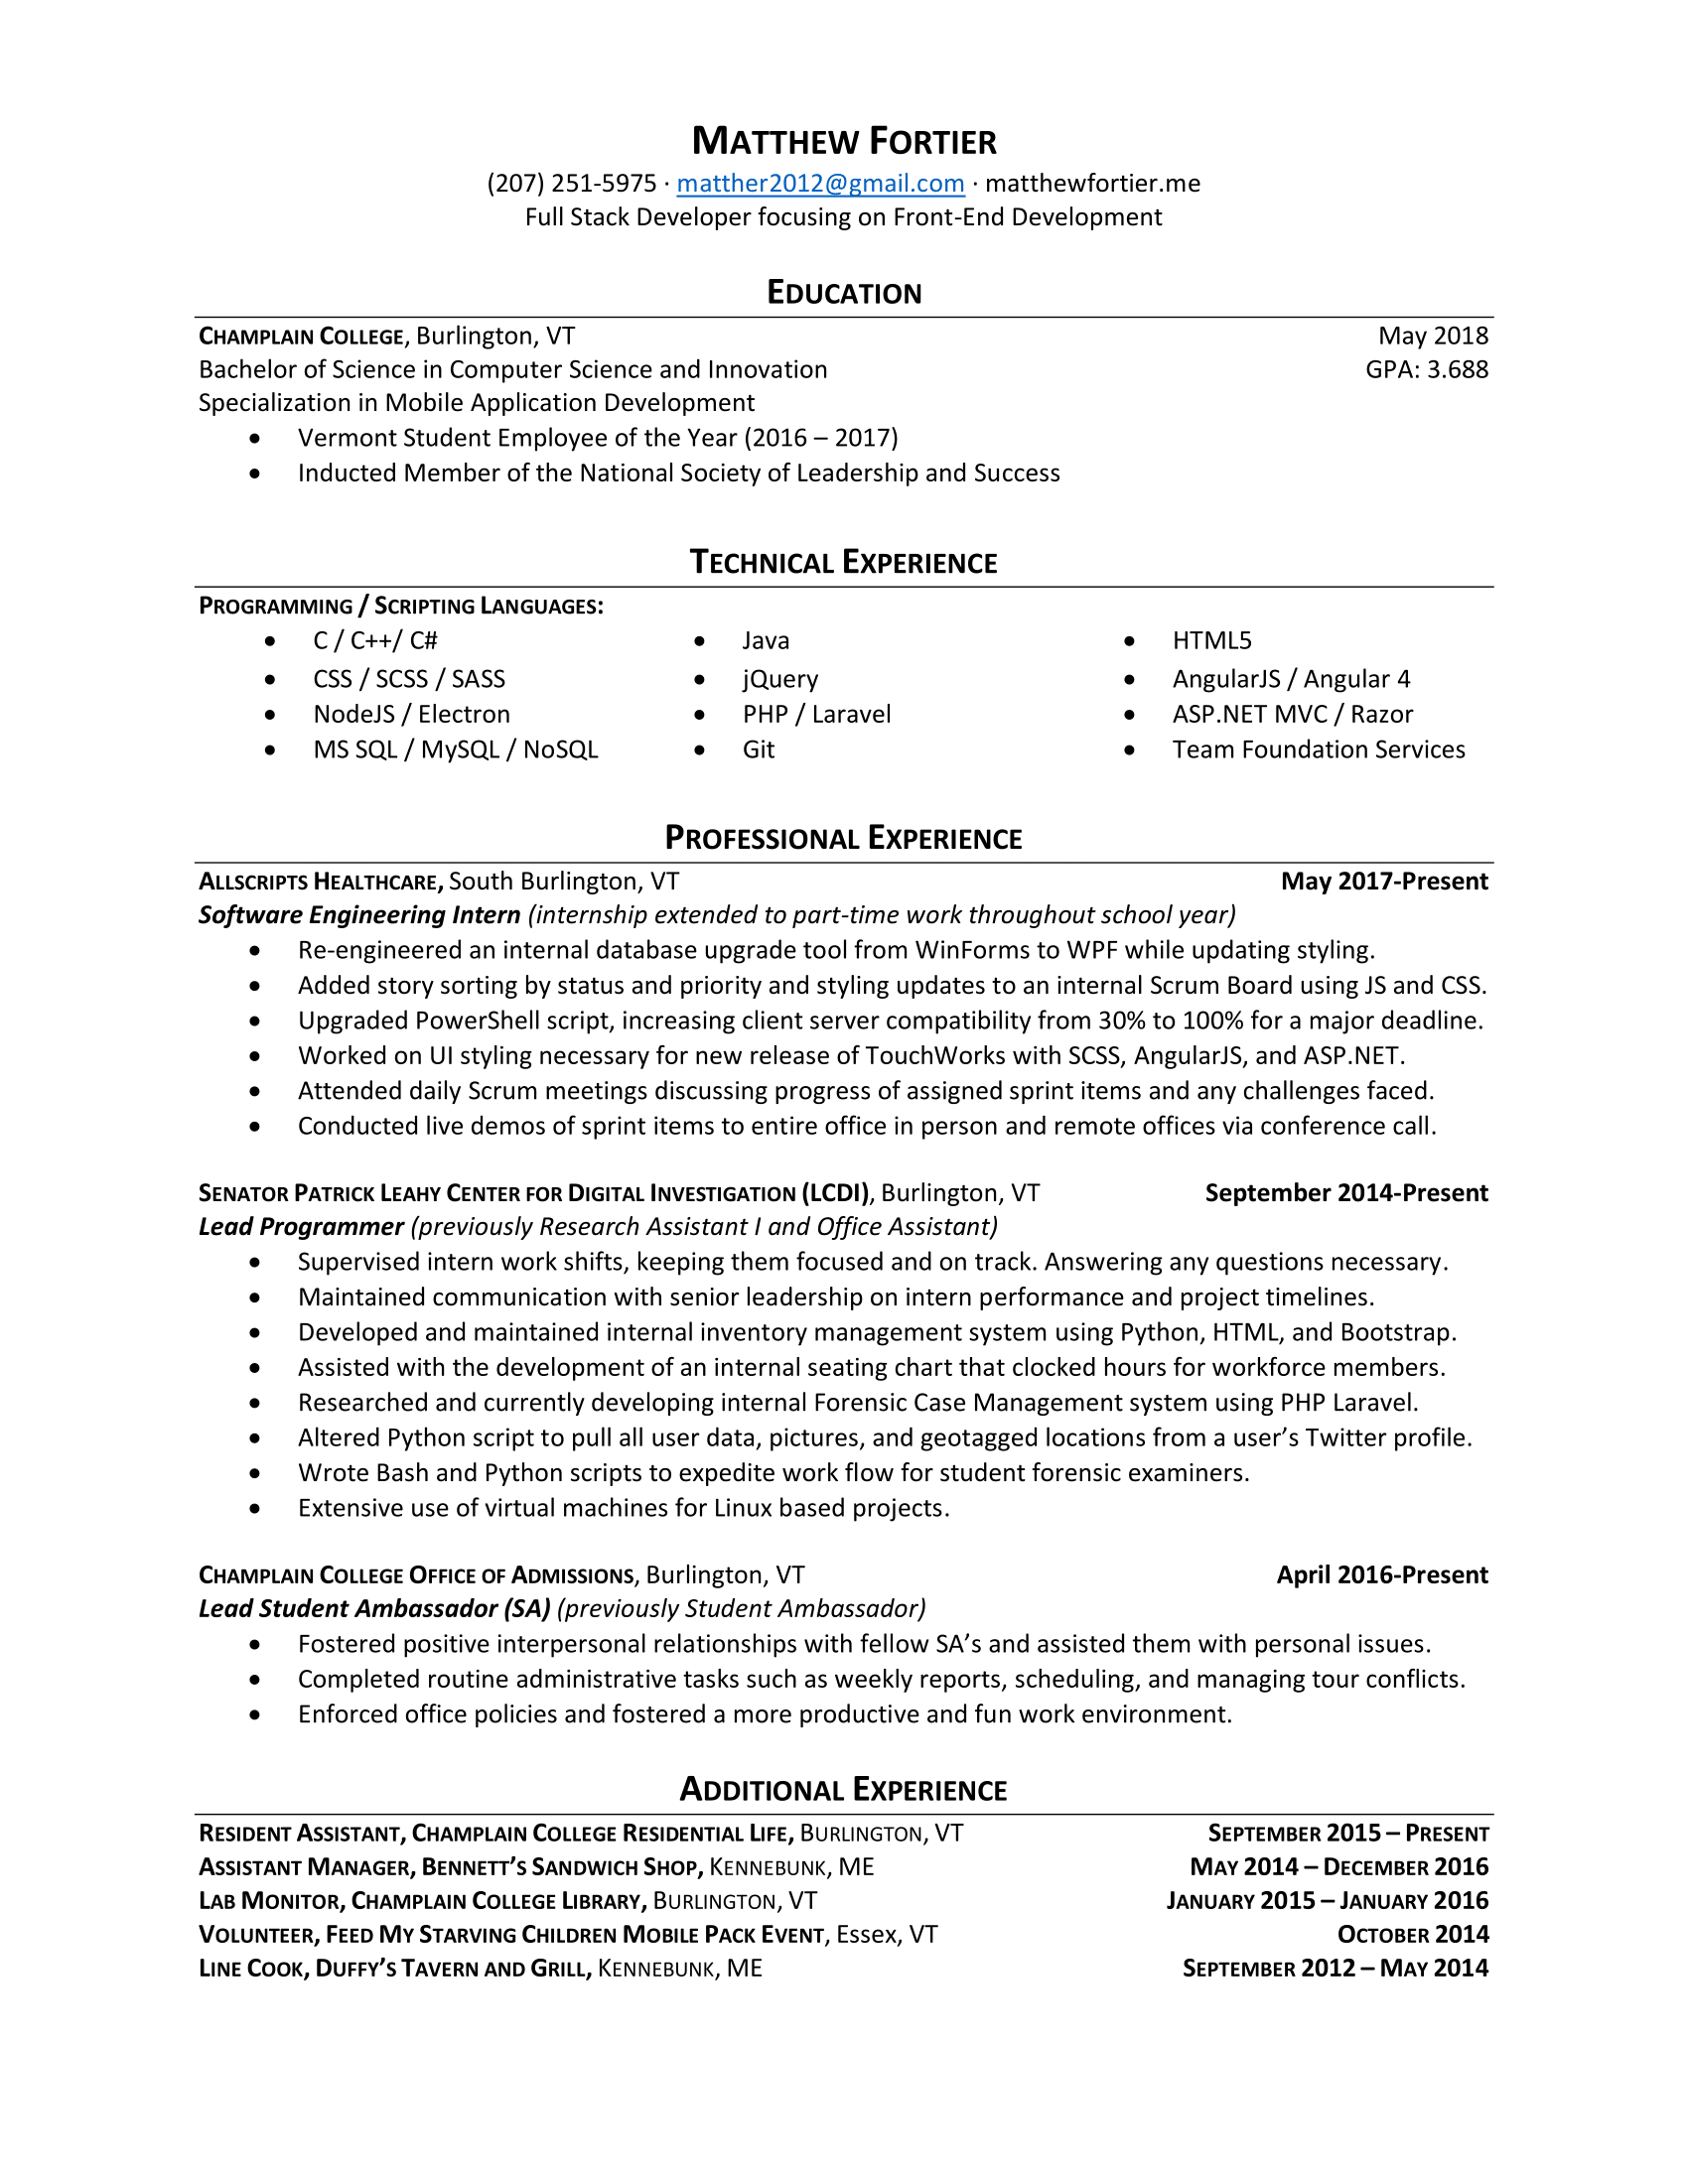 MATTHEW FORTIER
(207) 251-5975 · matther2012@gmail.com · matthewfortier.me
Full Stack Developer focusing on Front-End Development
EDUCATION
CHAMPLAIN COLLEGE, Burlington, VT May 2018
Bachelor of Science in Computer Science and Innovation GPA: 3.688
Specialization in Mobile Application Development
• Vermont Student Employee of the Year (2016 – 2017)
• Inducted Member of the National Society of Leadership and Success
TECHNICAL EXPERIENCE
PROGRAMMING / SCRIPTING LANGUAGES:
• C / C++/ C# • Java • HTML5
• CSS / SCSS / SASS • jQuery • AngularJS / Angular 4
• NodeJS / Electron • PHP / Laravel • ASP.NET MVC / Razor
• MS SQL / MySQL / NoSQL • Git • Team Foundation Services
PROFESSIONAL EXPERIENCE
ALLSCRIPTS HEALTHCARE, South Burlington, VT May 2017-Present
Software Engineering Intern (internship extended to part-time work throughout school year)
• Re-engineered an internal database upgrade tool from WinForms to WPF while updating styling.
• Added story sorting by status and priority and styling updates to an internal Scrum Board using JS and CSS.
• Upgraded PowerShell script, increasing client server compatibility from 30% to 100% for a major deadline.
• Worked on UI styling necessary for new release of TouchWorks with SCSS, AngularJS, and ASP.NET.
• Attended daily Scrum meetings discussing progress of assigned sprint items and any challenges faced.
• Conducted live demos of sprint items to entire office in person and remote offices via conference call.
SENATOR PATRICK LEAHY CENTER FOR DIGITAL INVESTIGATION (LCDI), Burlington, VT September 2014-Present
Lead Programmer (previously Research Assistant I and Office Assistant)
• Supervised intern work shifts, keeping them focused and on track. Answering any questions necessary.
• Maintained communication with senior leadership on intern performance and project timelines.
• Developed and maintained internal inventory management system using Python, HTML, and Bootstrap.
• Assisted with the development of an internal seating chart that clocked hours for workforce members.
• Researched and currently developing internal Forensic Case Management system using PHP Laravel.
• Altered Python script to pull all user data, pictures, and geotagged locations from a user’s Twitter profile.
• Wrote Bash and Python scripts to expedite work flow for student forensic examiners.
• Extensive use of virtual machines for Linux based projects.
CHAMPLAIN COLLEGE OFFICE OF ADMISSIONS, Burlington, VT April 2016-Present
Lead Student Ambassador (SA) (previously Student Ambassador)
• Fostered positive interpersonal relationships with fellow SA’s and assisted them with personal issues.
• Completed routine administrative tasks such as weekly reports, scheduling, and managing tour conflicts.
• Enforced office policies and fostered a more productive and fun work environment.
ADDITIONAL EXPERIENCE
RESIDENT ASSISTANT, CHAMPLAIN COLLEGE RESIDENTIAL LIFE, BURLINGTON, VT SEPTEMBER 2015 – PRESENT
ASSISTANT MANAGER, BENNETT’S SANDWICH SHOP, KENNEBUNK, ME MAY 2014 – DECEMBER 2016
LAB MONITOR, CHAMPLAIN COLLEGE LIBRARY, BURLINGTON, VT JANUARY 2015 – JANUARY 2016
VOLUNTEER, FEED MY STARVING CHILDREN MOBILE PACK EVENT, Essex, VT OCTOBER 2014
LINE COOK, DUFFY’S TAVERN AND GRILL, KENNEBUNK, ME SEPTEMBER 2012 – MAY 2014